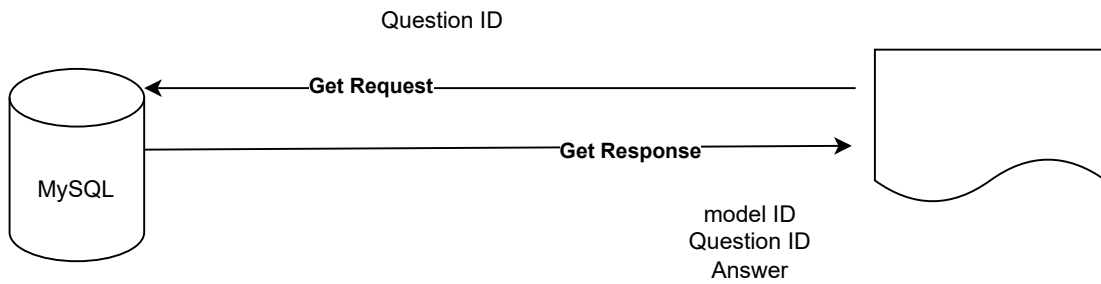 Question ID
Get Request
Get Response
MySQL
model ID
Question ID
Answer